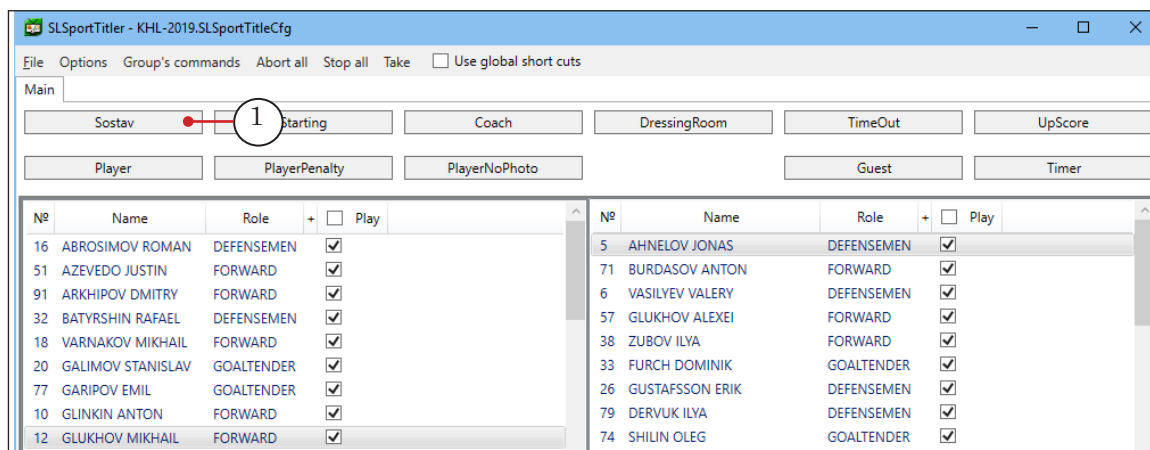 SLSportTitler - KHL-2019.SLSportTitleCfg
File Options Group's commands Abort all Stop all Take Use global short cuts
Main
Sostav 1 Starting Coach DressingRoom TimeOut UpScore
Player PlayerPenalty PlayerNoPhoto Guest Timer
Nº Name Role + Play Nº Name Role + Play
16 ABROSIMOV ROMAN DEFENSEMEN 5 AHNELOV JONAS DEFENSEMEN
51 AZEVEDO JUSTIN FORWARD 71 BURDASOV ANTON FORWARD
91 ARKHIPOV DMITRY FORWARD 6 VASILYEV VALERY DEFENSEMEN
32 BATYRSHIN RAFAEL DEFENSEMEN 57 GLUKHOV ALEXEI FORWARD
18 VARNAKOV MIKHAIL FORWARD 38 ZUBOV ILYA FORWARD
20 GALIMOV STANISLAV GOALTENDER 33 FURCH DOMINIK GOALTENDER
77 GARIPOV EMIL GOALTENDER 26 GUSTAFSSON ERIK DEFENSEMEN
10 GLINKIN ANTON FORWARD 79 DERVUK ILYA DEFENSEMEN
12 GLUKHOV MIKHAIL FORWARD 74 SHILIN OLEG GOALTENDER